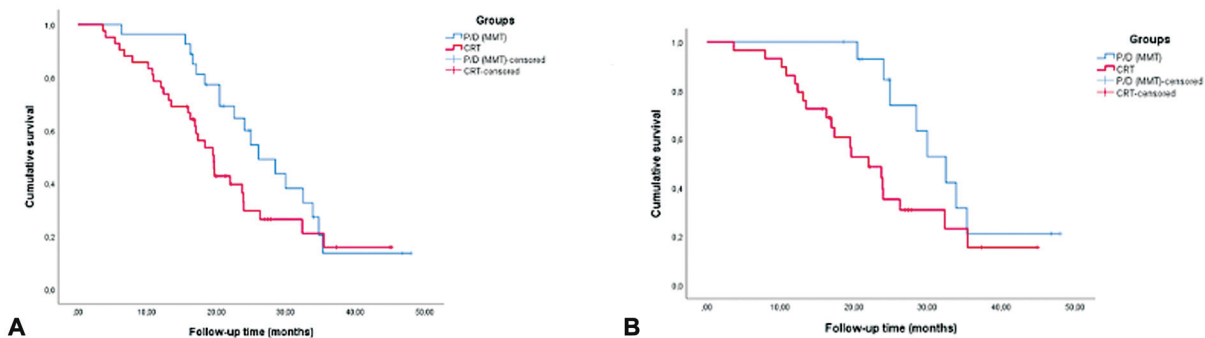 Groups
P/D (MMT)
CRT
P/D (MMT)-censored
CRT-censored
Cumulative survival
1,0
0,8
0,6
0,4
0,2
0,0
,00
10,00
20,00
30,00
40,00
50,00
Follow-up time (months)
A
Groups
P/D (MMT)
CRT
P/D (MMT)-censored
CRT-censored
Cumulative survival
1,0
0,8
0,6
0,4
0,2
0,0
,00
10,00
20,00
30,00
40,00
50,00
Follow-up time (months)
B